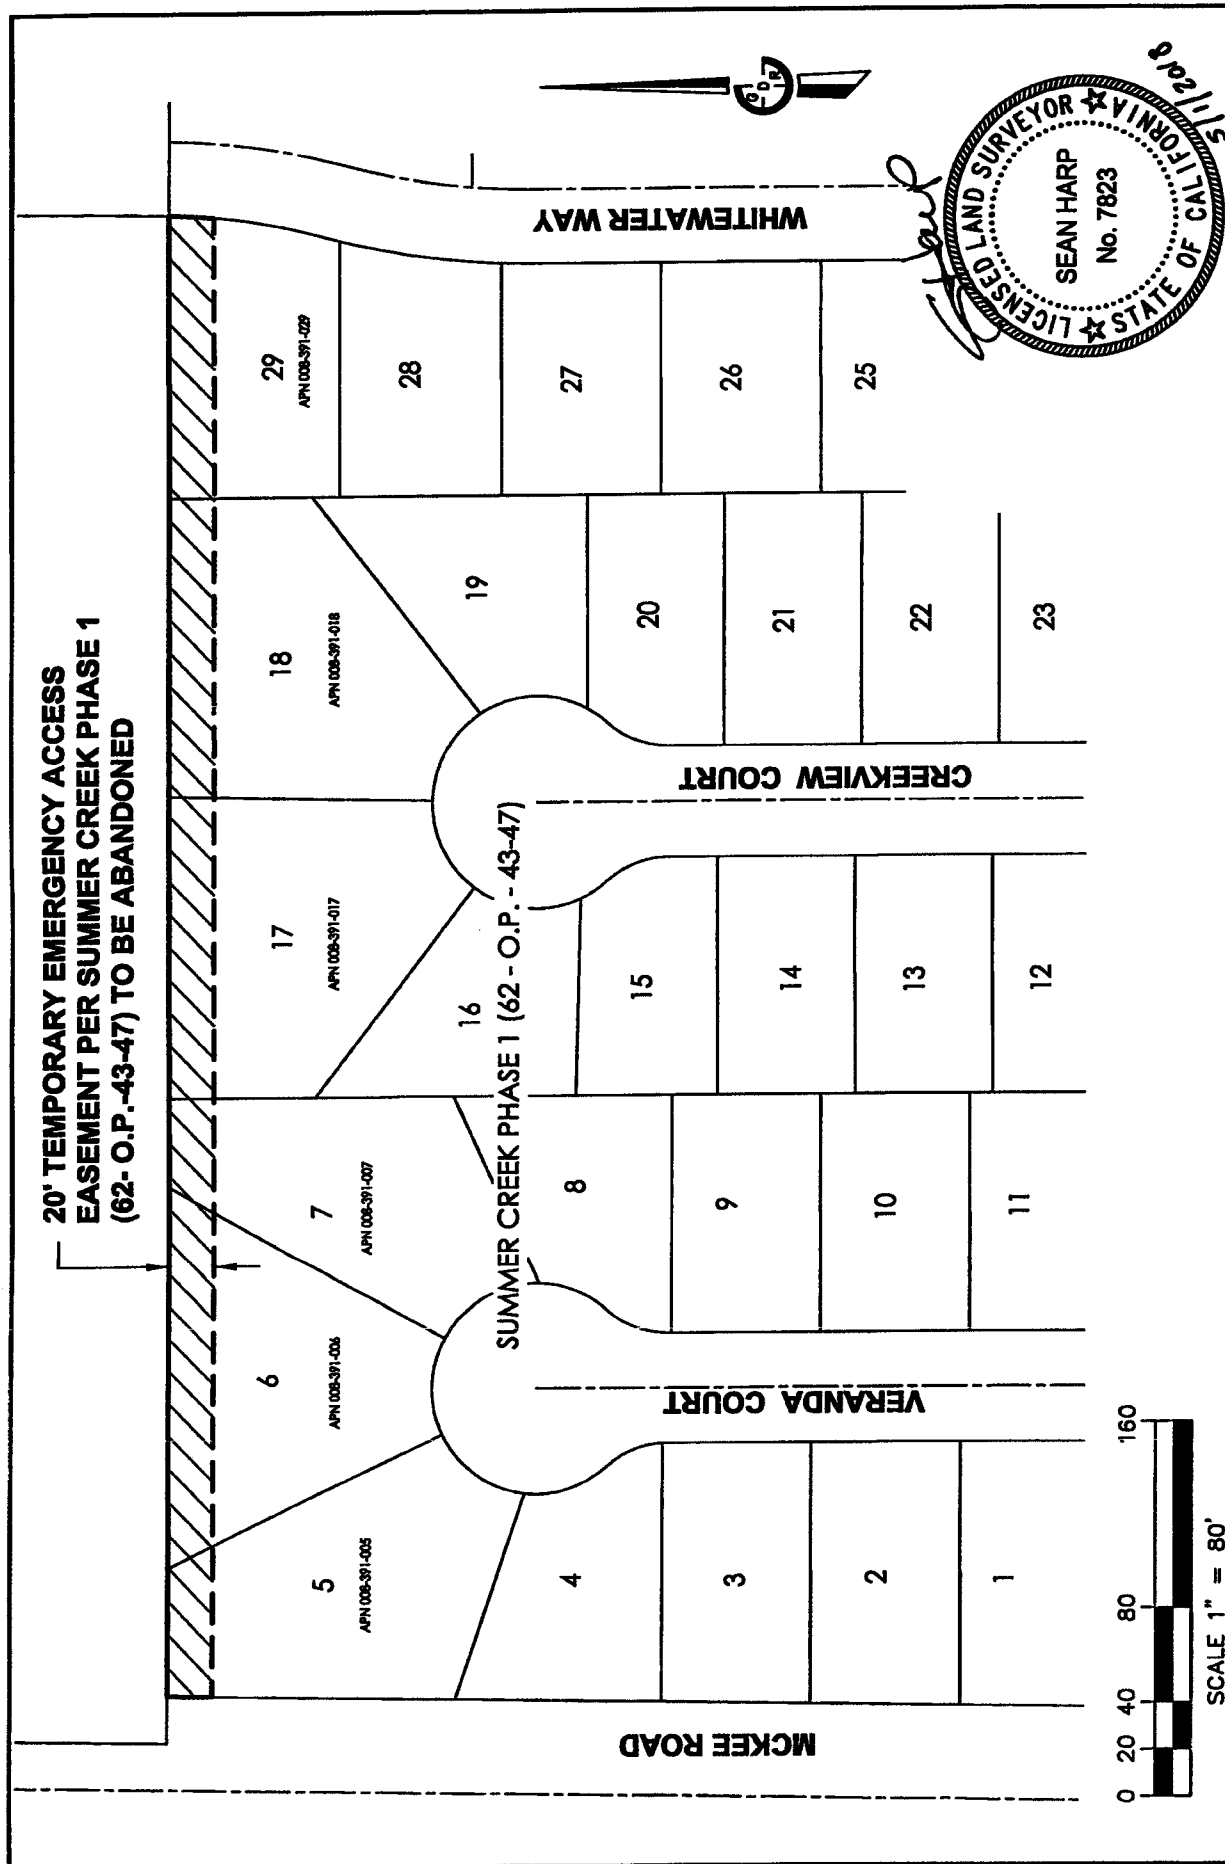 20' TEMPORARY EMERGENCY ACCESS
EASEMENT PER SUMMER CREEK PHASE 1
(62- O.P.-43-47) TO BE ABANDONED
5
APN 008-391-005
6
APN 008-391-006
7
APN 008-391-007
17
APN 008-391-017
18
APN 008-391-018
29
APN 008-391-029
4
3
2
1
8
9
10
11
16
15
14
13
12
19
20
21
22
23
28
27
26
25
SUMMER CREEK PHASE 1 (62 - O.P. - 43-47)
MCKEE ROAD
VERANDA COURT
CREEKVIEW COURT
WHITEWATER WAY
G D R
LICENSED LAND SURVEYOR
SEAN HARP
No. 7823
STATE OF CALIFORNIA
5/1/2018
0 20 40 80 160
SCALE 1" = 80'